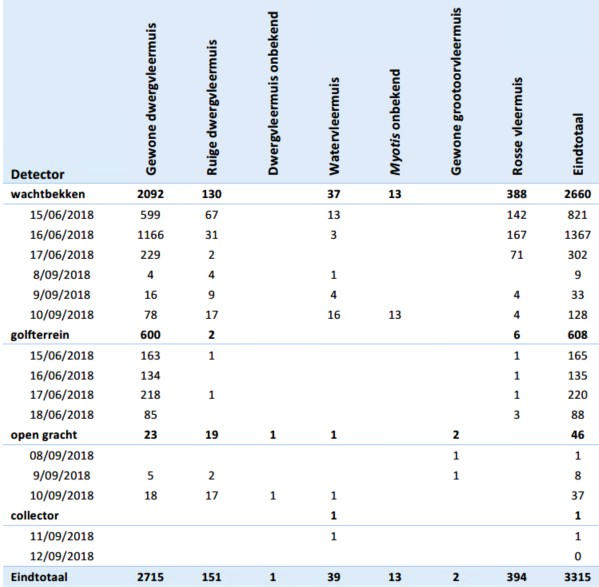 Detector Gewone dwergvleermuis Ruige dwergvleermuis Dwergvleermuis onbekend Watervleermuis Myotis onbekend Gewone grootoorvleermuis Rosse vleermuis Eindtotaal
wachtbekken 2092 130 37 13 388 2660
15/06/2018 599 67 13 142 821
16/06/2018 1166 31 3 167 1367
17/06/2018 229 2 71 302
8/09/2018 4 4 1 9
9/09/2018 16 9 4 4 33
10/09/2018 78 17 16 13 4 128
golfterrein 600 2 6 608
15/06/2018 163 1 1 165
16/06/2018 134 1 135
17/06/2018 218 1 1 220
18/06/2018 85 3 88
open gracht 23 19 1 1 2 46
08/09/2018 1 1
9/09/2018 5 2 1 8
10/09/2018 18 17 1 1 37
collector 1 1
11/09/2018 1 1
12/09/2018 0
Eindtotaal 2715 151 1 39 13 2 394 3315